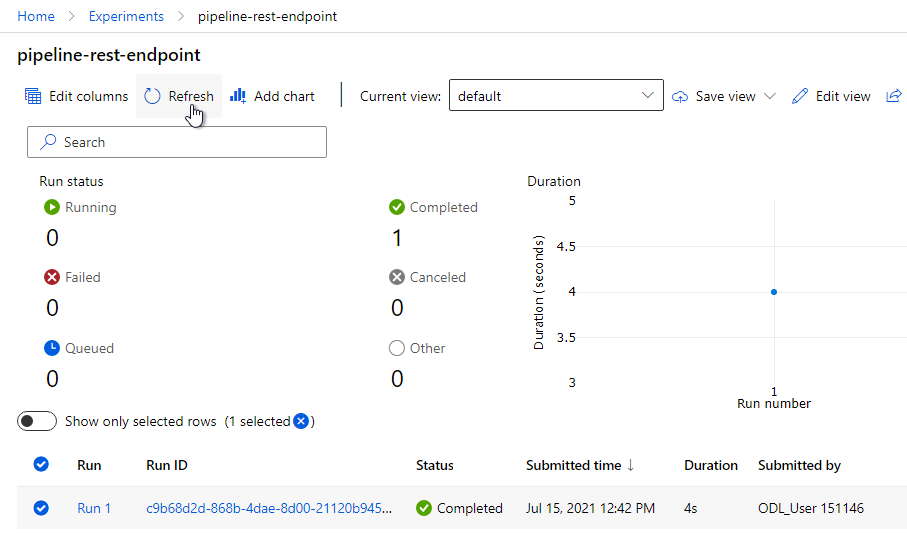 Home > Experiments > pipeline-rest-endpoint
pipeline-rest-endpoint
Edit columns Refresh Add chart Current view: default Save view Edit view
Search
Run status
Running
0
Completed
1
Failed
0
Canceled
0
Queued
0
Other
0
Duration
Duration (seconds)
5
4.5
4
3.5
3
1
Run number
Show only selected rows (1 selected )
Run Run ID Status Submitted time ↓ Duration Submitted by
Run 1 c9b68d2d-868b-4dae-8d00-21120b945... Completed Jul 15, 2021 12:42 PM 4s ODL_User 151146